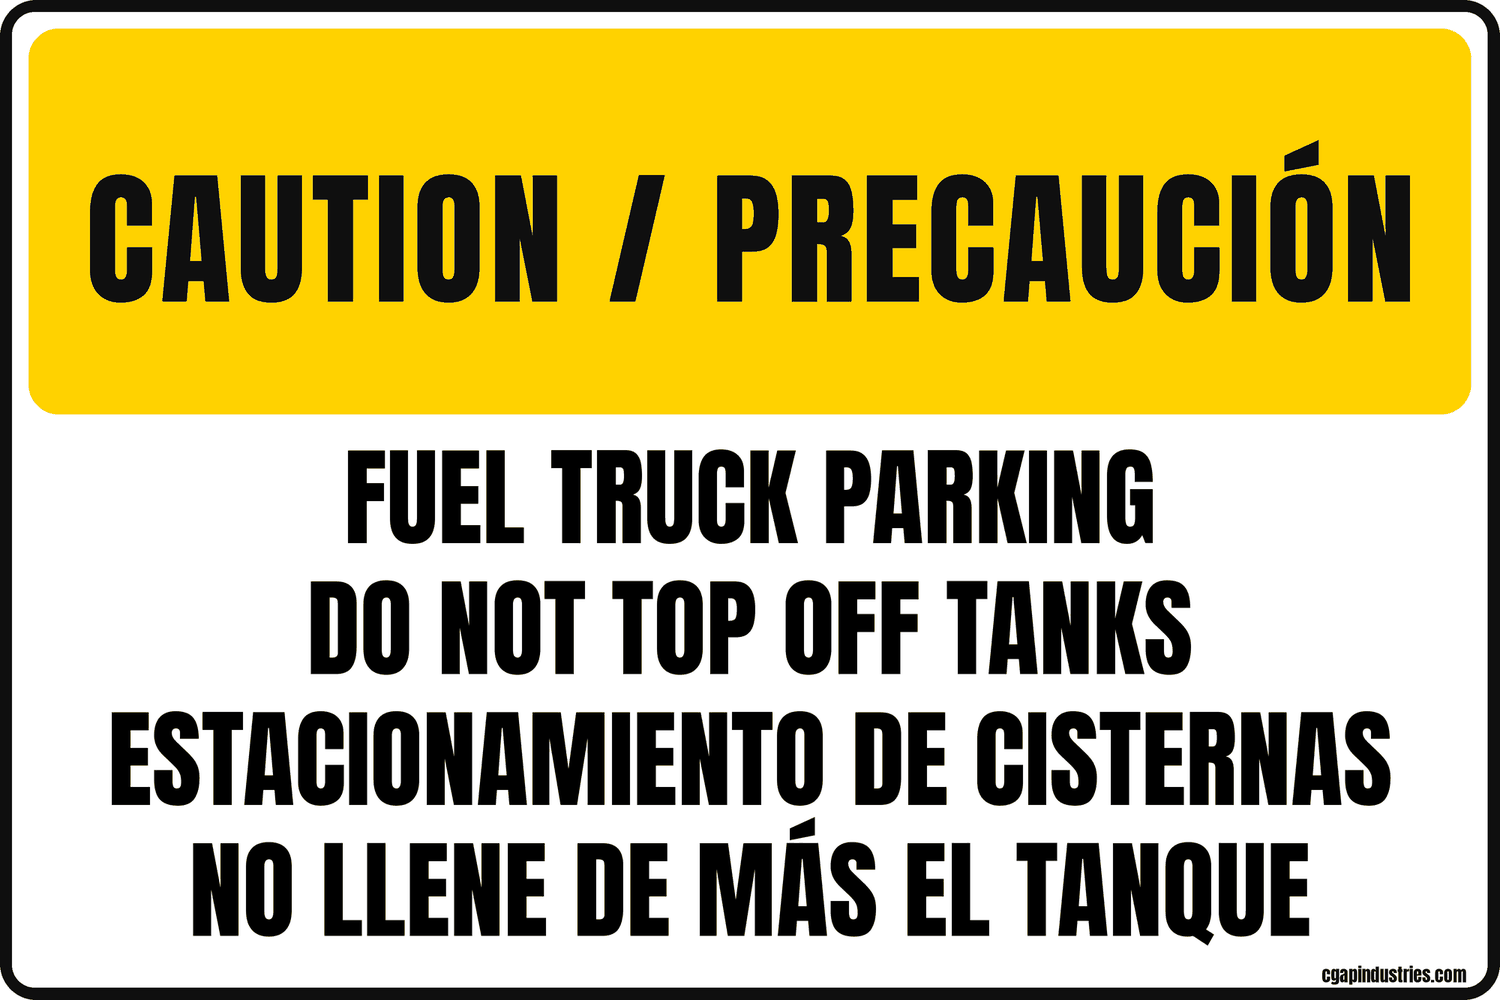 CAUTION / PRECAUCIÓN
FUEL TRUCK PARKING
DO NOT TOP OFF TANKS
ESTACIONAMIENTO DE CISTERNAS
NO LLENE DE MÁS EL TANQUE
cgapindustries.com